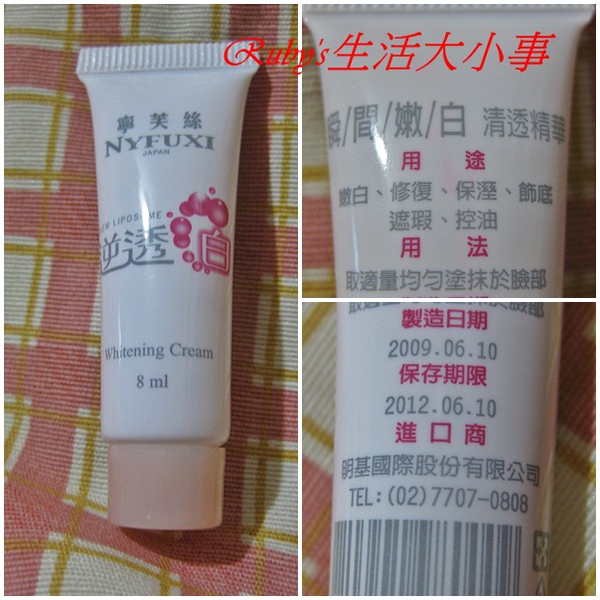 Ruby's生活大小事
寧芙絲
NYFUXI
JAPAN
LIPOSOME
逆透白
Whitening Cream
8 ml
瞬/間/嫩/白 清透精華
用途
嫩白、修復、保溼、飾底
遮瑕、控油
用法
取適量均勻塗抹於臉部
製造日期
2009.06.10
保存期限
2012.06.10
進口商
明基國際股份有限公司
TEL:(02)7707-0808